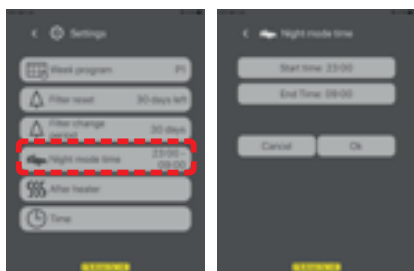 Settings
Week program P1
Filter reset 30 days left
Filter change
period 30 days
Night mode time 23:00 -
09:00
After heater
Time
Night mode time
Start time: 23:00
End Time: 09:00
Cancel Ok